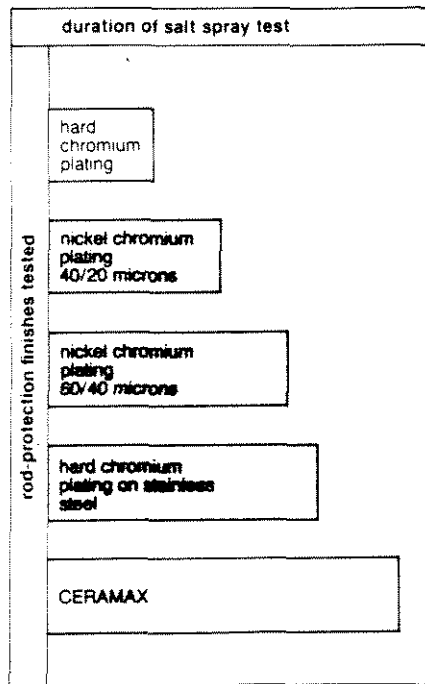 duration of salt spray test
rod-protection finishes tested
hard
chromium
plating
nickel chromium
plating
40/20 microns
nickel chromium
plating
60/40 microns
hard chromium
plating on stainless
steel
CERAMAX